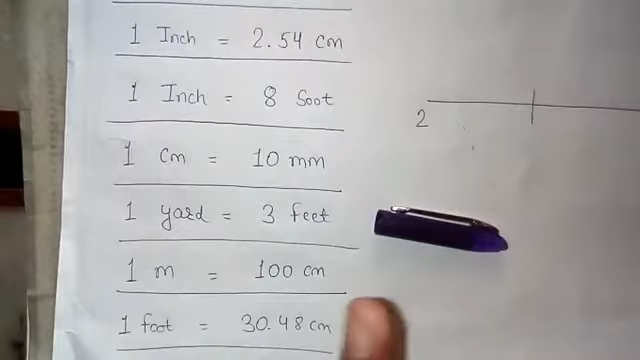 1 Inch = 2.54 cm
1 Inch = 8 Soot
1 cm = 10 mm
1 yard = 3 feet
1 m = 100 cm
1 foot = 30.48 cm
2